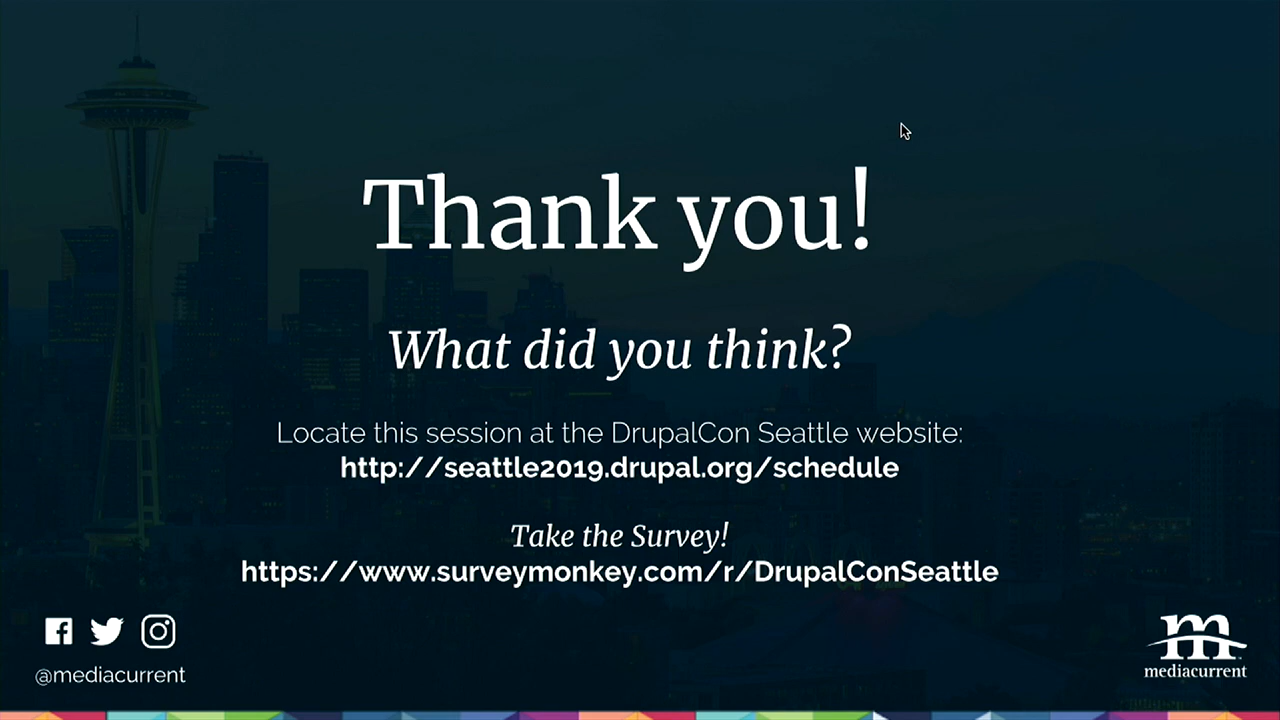 Thank you!
What did you think?
Locate this session at the DrupalCon Seattle website:
http://seattle2019.drupal.org/schedule
Take the Survey!
https://www.surveymonkey.com/r/DrupalConSeattle
@mediacurrent
m
mediacurrent